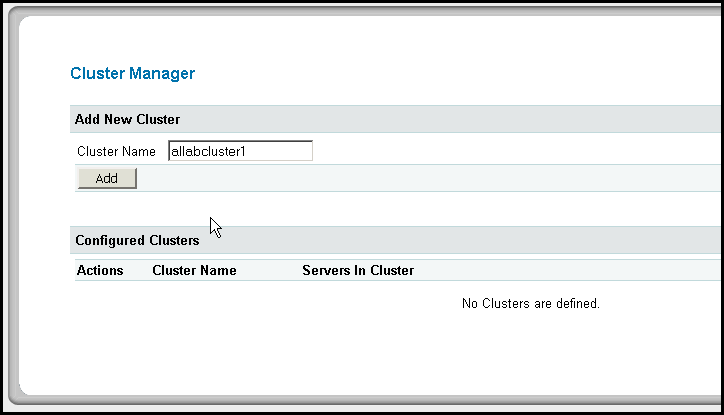 Cluster Manager
Add New Cluster
Cluster Name allabcluster1
Add
Configured Clusters
Actions Cluster Name Servers In Cluster
No Clusters are defined.